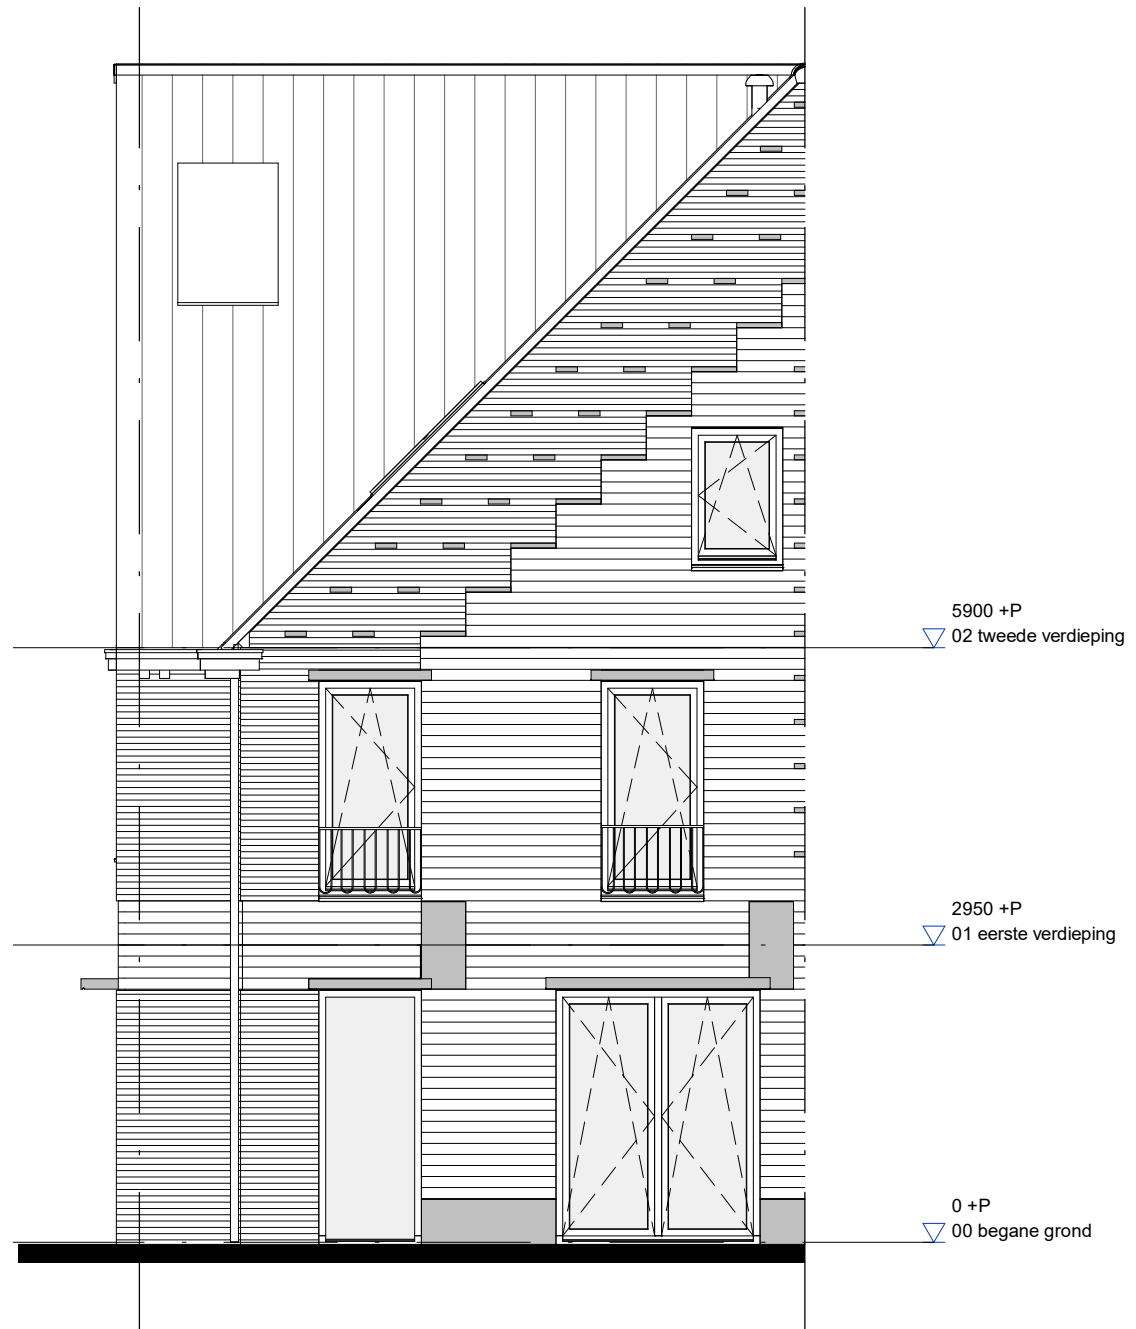 5900 +P
02 tweede verdieping
2950 +P
01 eerste verdieping
0 +P
00 begane grond